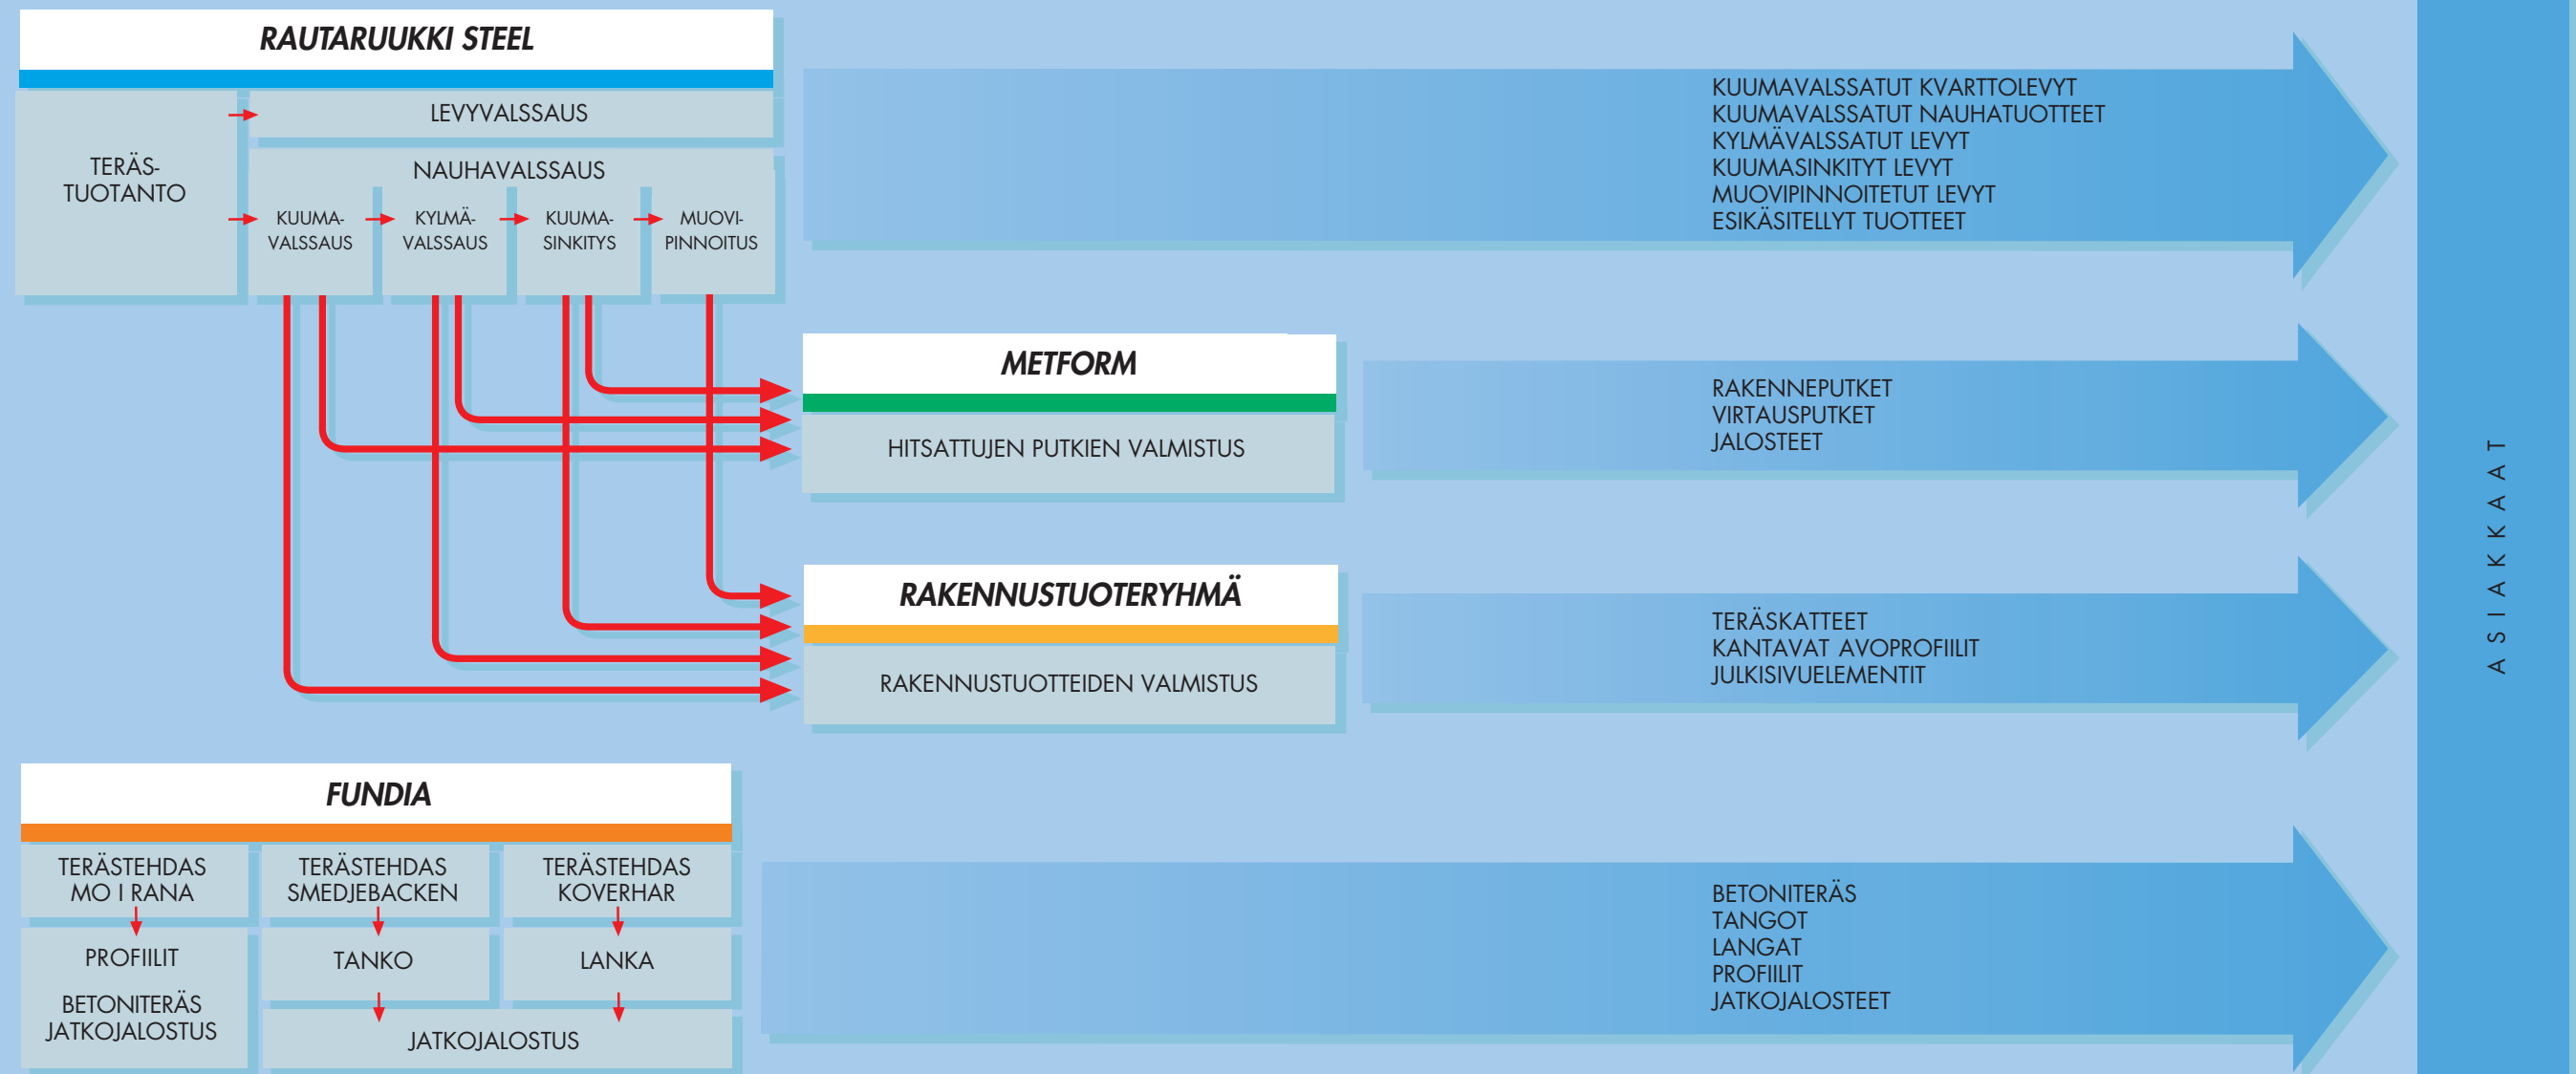 RAUTARUUKKI STEEL
TERÄS-
TUOTANTO
LEVYVALSSAUS
NAUHAVALSSAUS
KUUMA-
VALSSAUS
KYLMÄ-
VALSSAUS
KUUMA-
SINKITYS
MUOVI-
PINNOITUS
KUUMAVALSSATUT KVARTTOLEVYT
KUUMAVALSSATUT NAUHATUOTTEET
KYLMÄVALSSATUT LEVYT
KUUMASINKITYT LEVYT
MUOVIPINNOITETUT LEVYT
ESIKÄSITELLYT TUOTTEET
METFORM
HITSATTUJEN PUTKIEN VALMISTUS
RAKENNEPUTKET
VIRTAUSPUTKET
JALOSTEET
RAKENNUSTUOTERYHMÄ
RAKENNUSTUOTTEIDEN VALMISTUS
TERÄSKATTEET
KANTAVAT AVOPROFIILIT
JULKISIVUELEMENTIT
FUNDIA
TERÄSTEHDAS
MO I RANA
PROFIILIT
BETONITERÄS
JATKOJALOSTUS
TERÄSTEHDAS
SMEDJEBACKEN
TANKO
TERÄSTEHDAS
KOVERHAR
LANKA
JATKOJALOSTUS
BETONITERÄS
TANGOT
LANGAT
PROFIILIT
JATKOJALOSTEET
ASIAKKAAT